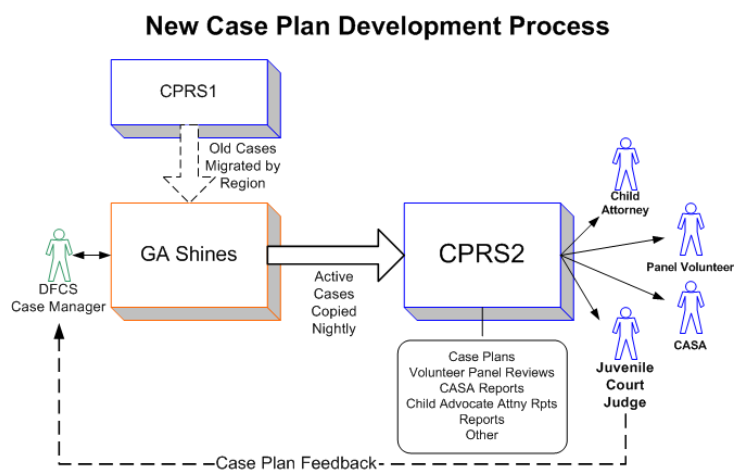 New Case Plan Development Process
CPRS1
Old Cases
Migrated by
Region
GA Shines
DFCS
Case Manager
Active
Cases
Copied
Nightly
CPRS2
Child
Attorney
Panel Volunteer
CASA
Juvenile
Court
Judge
Case Plans
Volunteer Panel Reviews
CASA Reports
Child Advocate Attny Rpts
Reports
Other
Case Plan Feedback